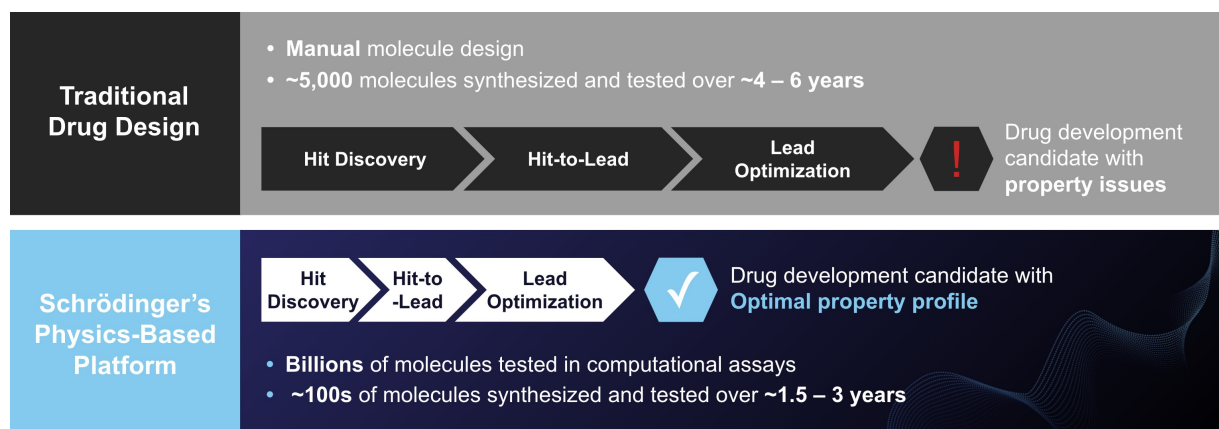 Traditional
Drug Design
• Manual molecule design
• ~5,000 molecules synthesized and tested over ~4 – 6 years
Hit Discovery
Hit-to-Lead
Lead
Optimization
!
Drug development
candidate with
property issues
Schrödinger’s
Physics-Based
Platform
Hit
Discovery
Hit-to
-Lead
Lead
Optimization
✓
Drug development candidate with
Optimal property profile
• Billions of molecules tested in computational assays
• ~100s of molecules synthesized and tested over ~1.5 – 3 years